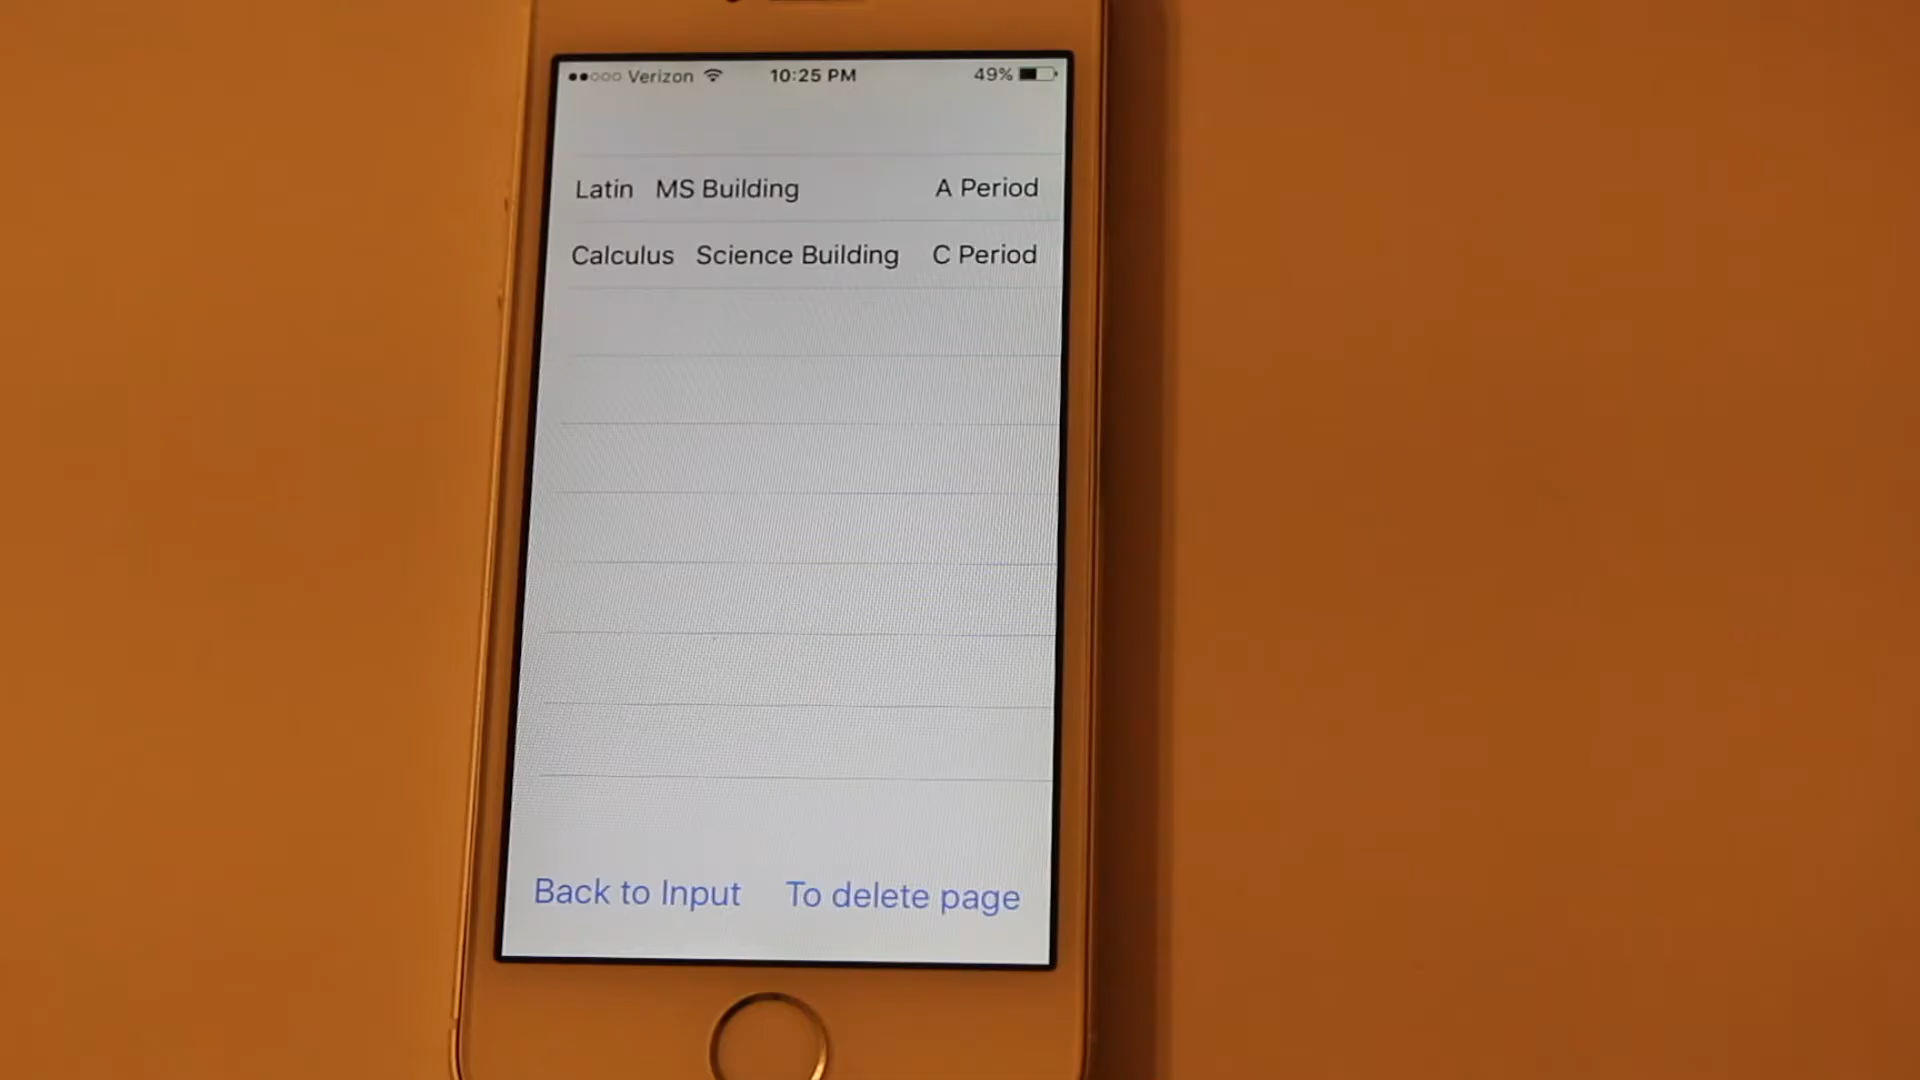 Verizon 10:25 PM 49%
Latin MS Building A Period
Calculus Science Building C Period
Back to Input To delete page